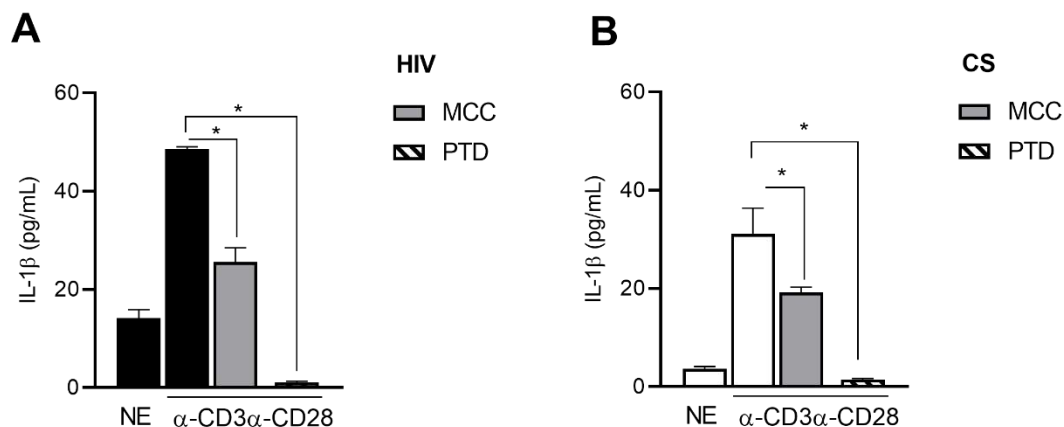 A
HIV
MCC
PTD
IL-1β (pg/mL)
60
40
20
0
*
*
NE
α-CD3α-CD28
B
CS
MCC
PTD
IL-1β (pg/mL)
60
40
20
0
*
*
NE
α-CD3α-CD28